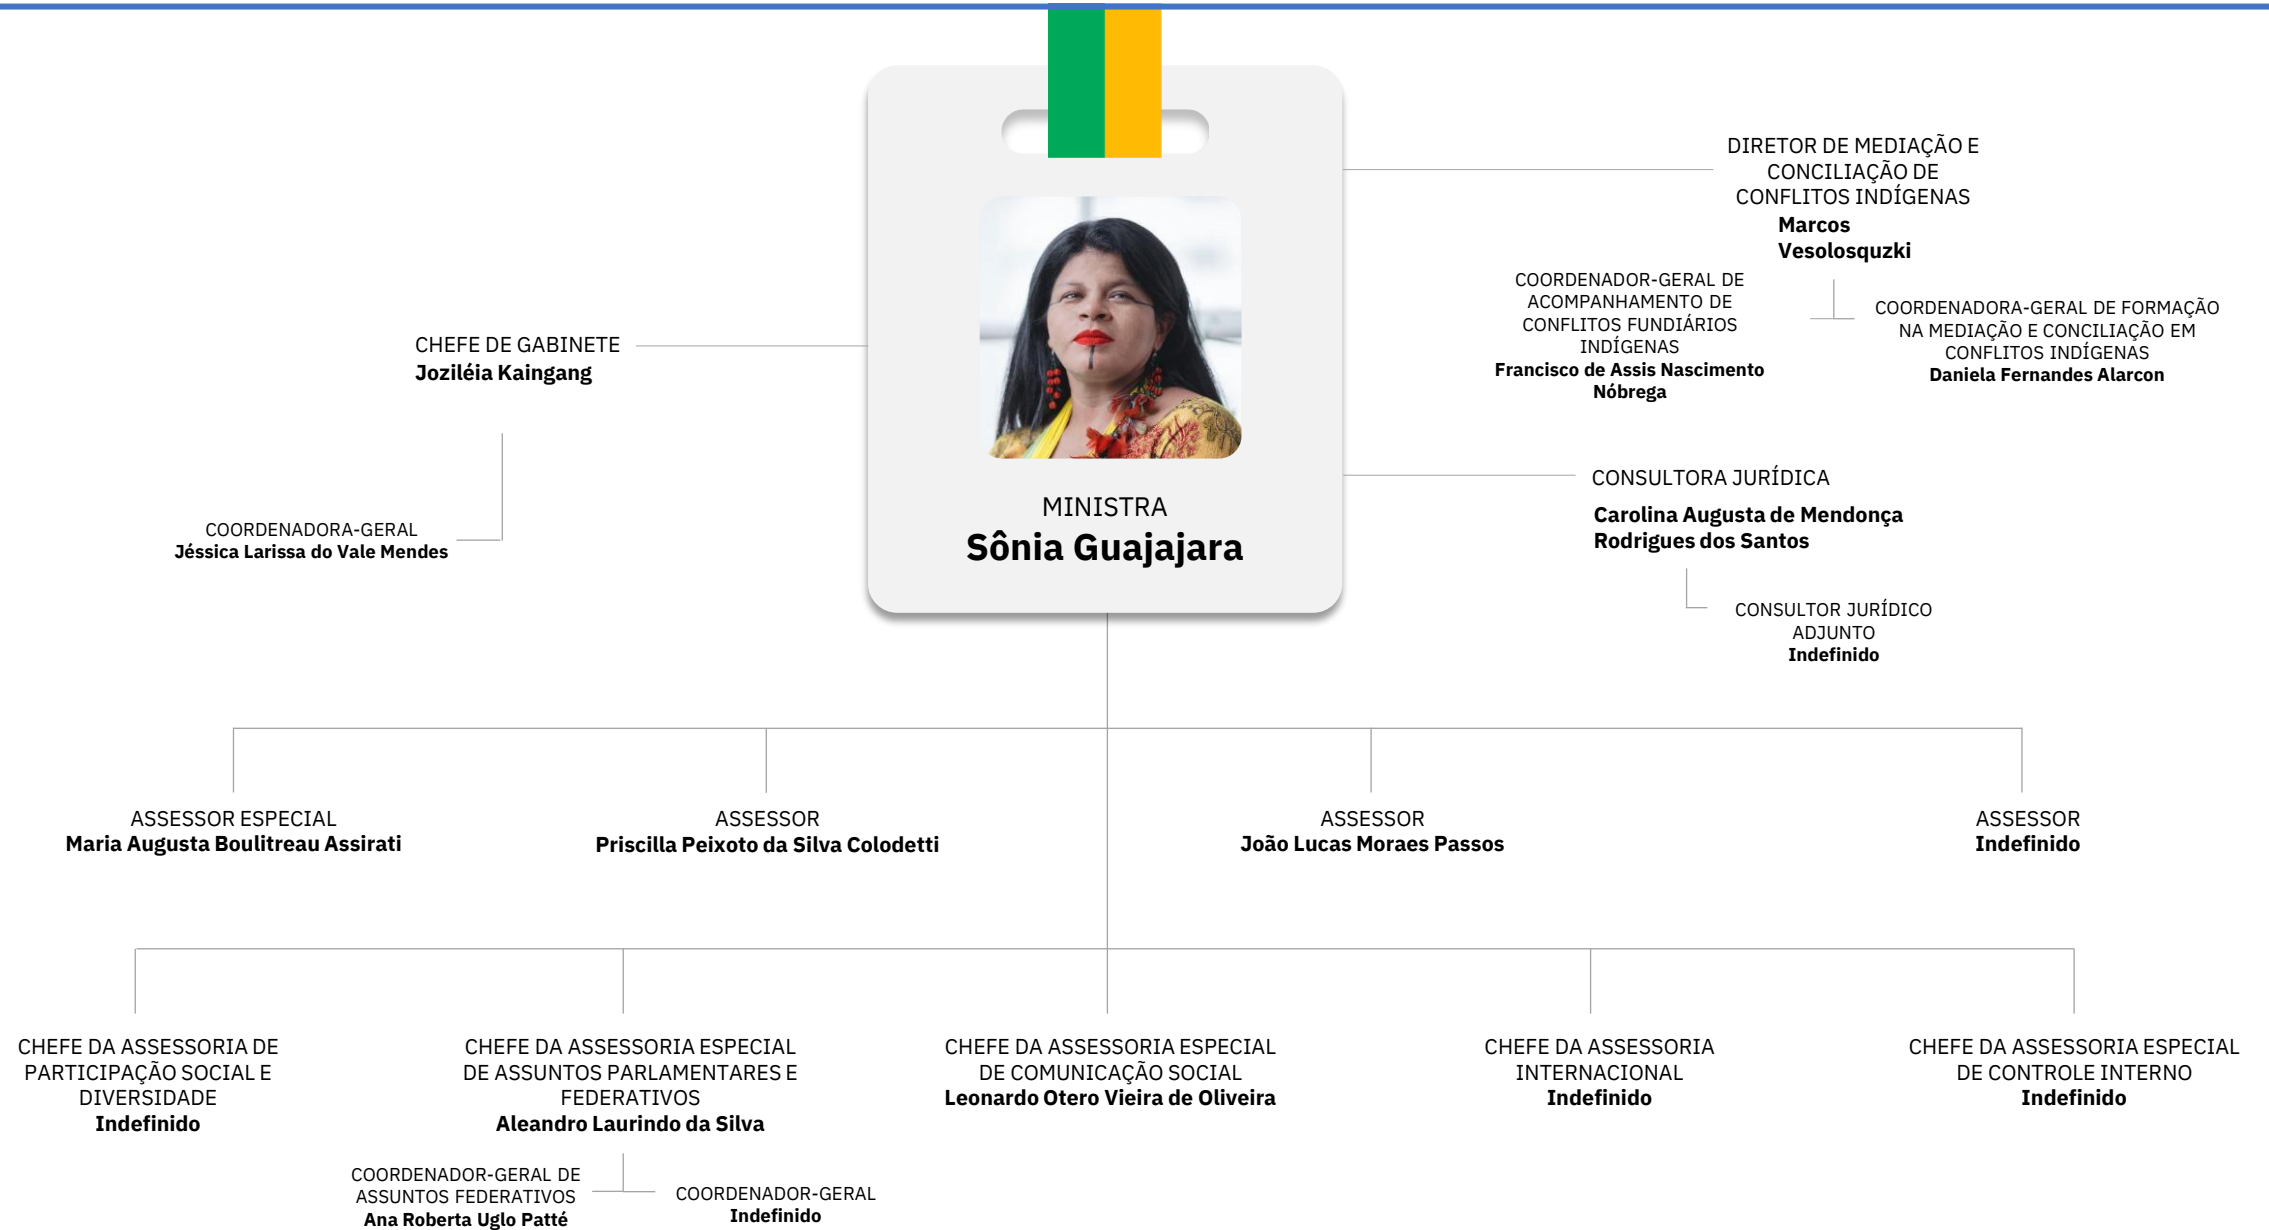 DIRETOR DE MEDIAÇÃO E
CONCILIAÇÃO DE
CONFLITOS INDÍGENAS
Marcos
Vesolosquzki
COORDENADOR-GERAL DE
ACOMPANHAMENTO DE
CONFLITOS FUNDIÁRIOS
INDÍGENAS
Francisco de Assis Nascimento
Nóbrega
COORDENADORA-GERAL DE FORMAÇÃO
NA MEDIAÇÃO E CONCILIAÇÃO EM
CONFLITOS INDÍGENAS
Daniela Fernandes Alarcon
CHEFE DE GABINETE
Joziléia Kaingang
COORDENADORA-GERAL
Jéssica Larissa do Vale Mendes
MINISTRA
Sônia Guajajara
CONSULTORA JURÍDICA
Carolina Augusta de Mendonça
Rodrigues dos Santos
CONSULTOR JURÍDICO
ADJUNTO
Indefinido
ASSESSOR ESPECIAL
Maria Augusta Boulitreau Assirati
ASSESSOR
Priscilla Peixoto da Silva Colodetti
ASSESSOR
João Lucas Moraes Passos
ASSESSOR
Indefinido
CHEFE DA ASSESSORIA DE
PARTICIPAÇÃO SOCIAL E
DIVERSIDADE
Indefinido
CHEFE DA ASSESSORIA ESPECIAL
DE ASSUNTOS PARLAMENTARES E
FEDERATIVOS
Aleandro Laurindo da Silva
COORDENADOR-GERAL DE
ASSUNTOS FEDERATIVOS
Ana Roberta Uglo Patté
COORDENADOR-GERAL
Indefinido
CHEFE DA ASSESSORIA ESPECIAL
DE COMUNICAÇÃO SOCIAL
Leonardo Otero Vieira de Oliveira
CHEFE DA ASSESSORIA
INTERNACIONAL
Indefinido
CHEFE DA ASSESSORIA ESPECIAL
DE CONTROLE INTERNO
Indefinido